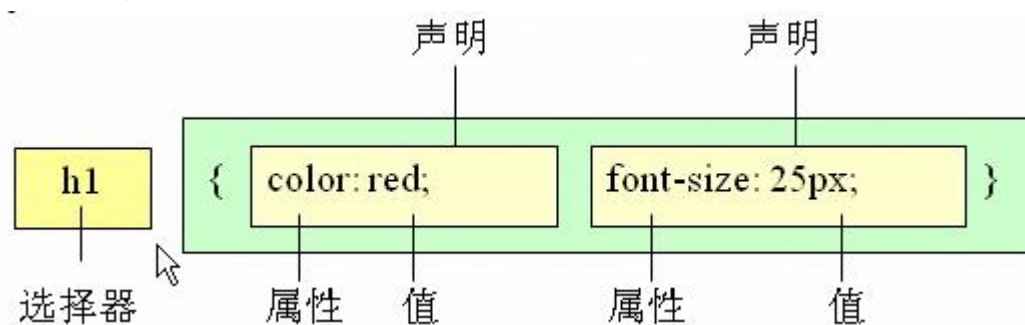 声明 声明
h1 { color: red; font-size: 25px; }
选择器 属性 值 属性 值